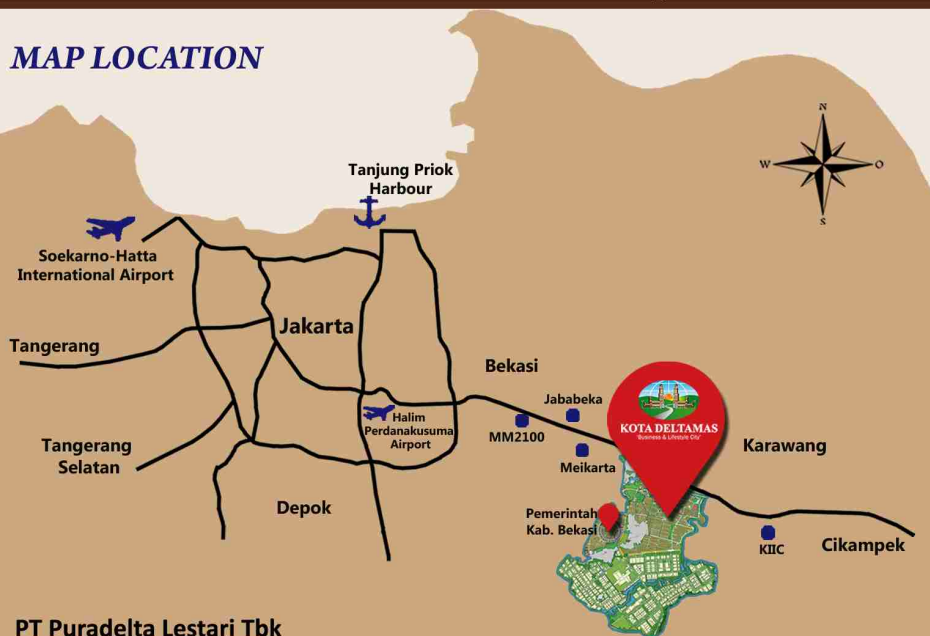 MAP LOCATION
N
W
O
S
Tanjung Priok
Harbour
Soekarno-Hatta
International Airport
Jakarta
Tangerang
Bekasi
Jababeka
MM2100
Halim
Perdanakusuma
Airport
KOTA DELTAMAS
"Business & Lifestyle City"
Karawang
Tangerang
Selatan
Meikarta
Depok
Pemerintah
Kab. Bekasi
KIIC
Cikampek
PT Puradelta Lestari Tbk